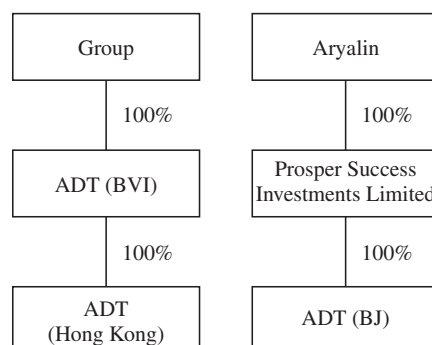 Group
100%
ADT (BVI)
100%
ADT
(Hong Kong)
Aryalin
100%
Prosper Success
Investments Limited
100%
ADT (BJ)